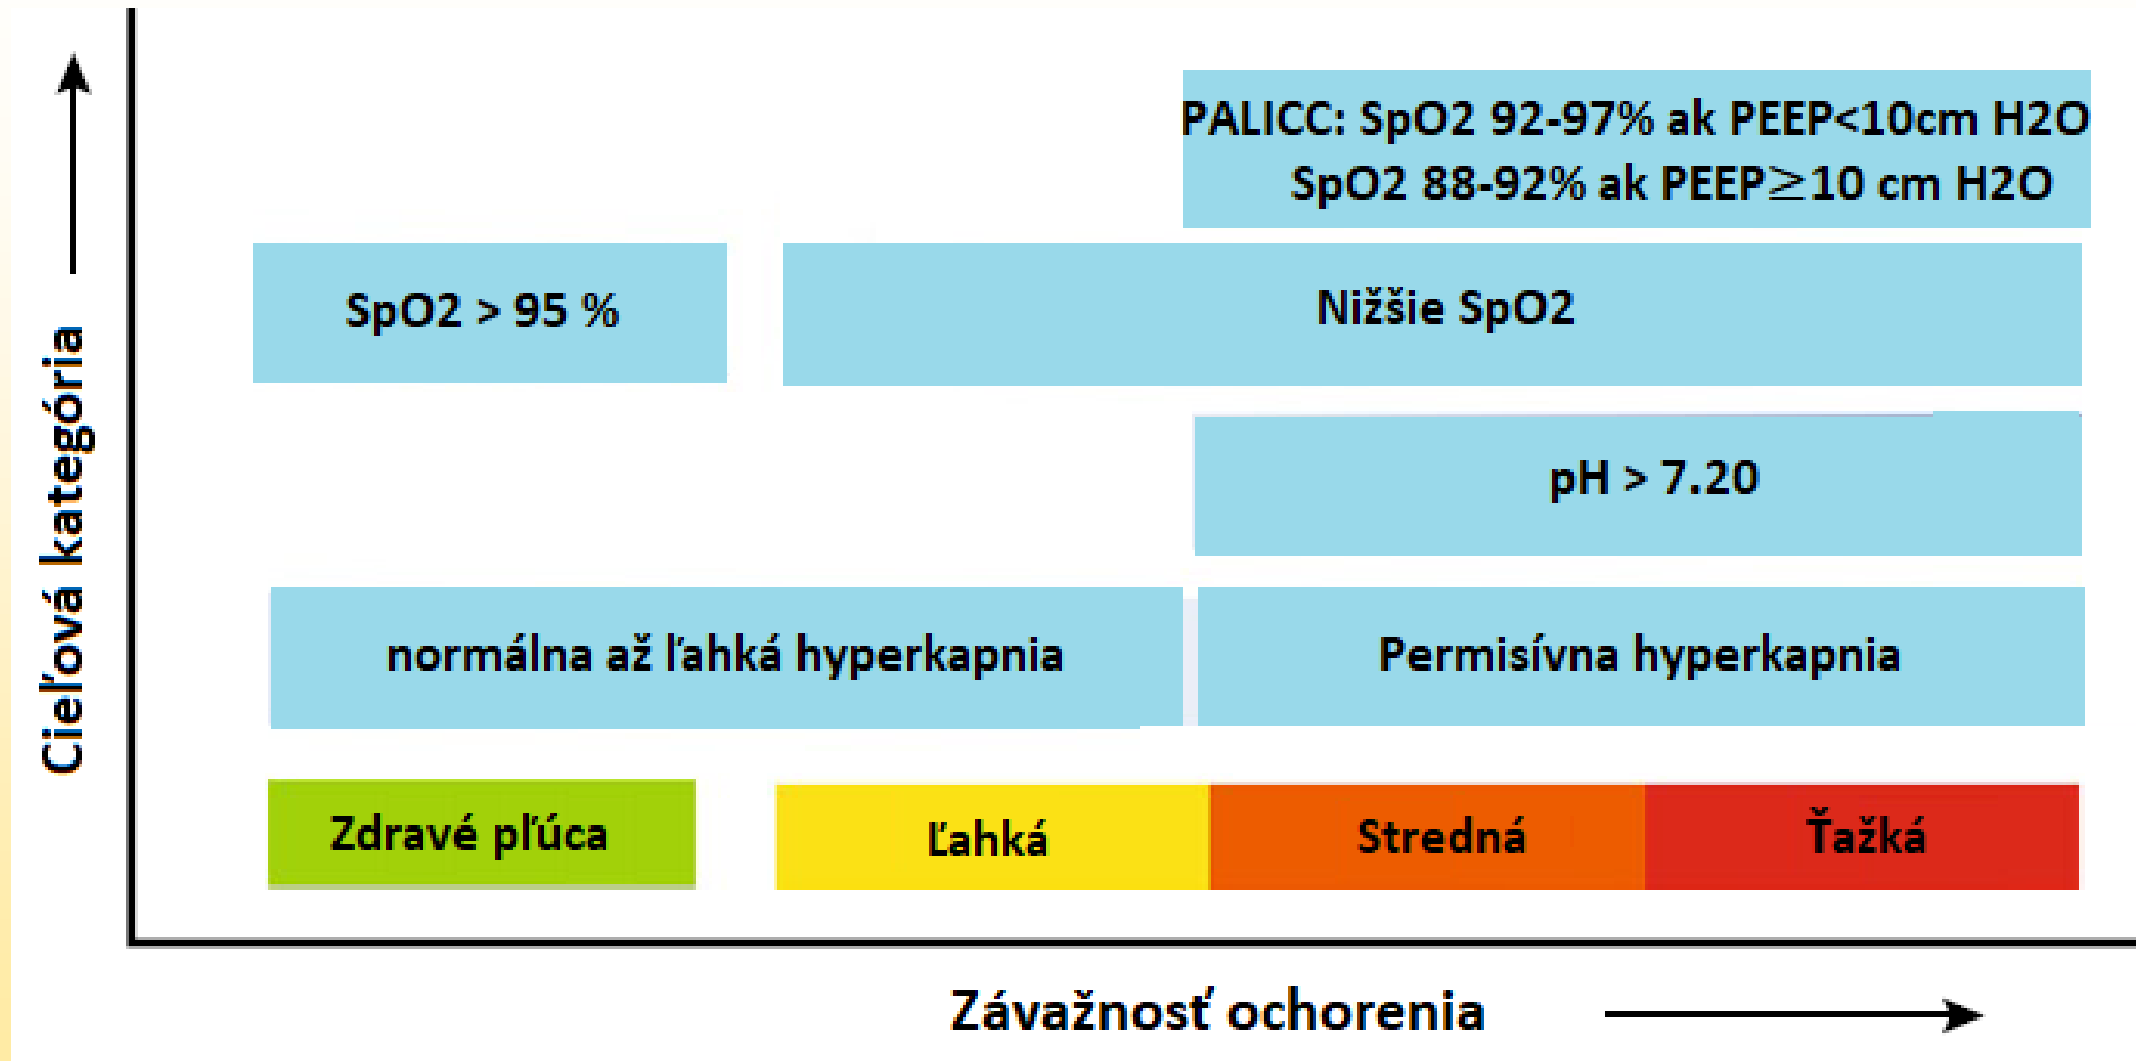 Cieľová kategória
PALICC: SpO2 92-97% ak PEEP<10cm H2O
SpO2 88-92% ak PEEP≥10 cm H2O
SpO2 > 95 %
Nižšie SpO2
pH > 7.20
normálna až ľahká hyperkapnia
Permisívna hyperkapnia
Zdravé pľúca
Ľahká
Stredná
Ťažká
Závažnosť ochorenia